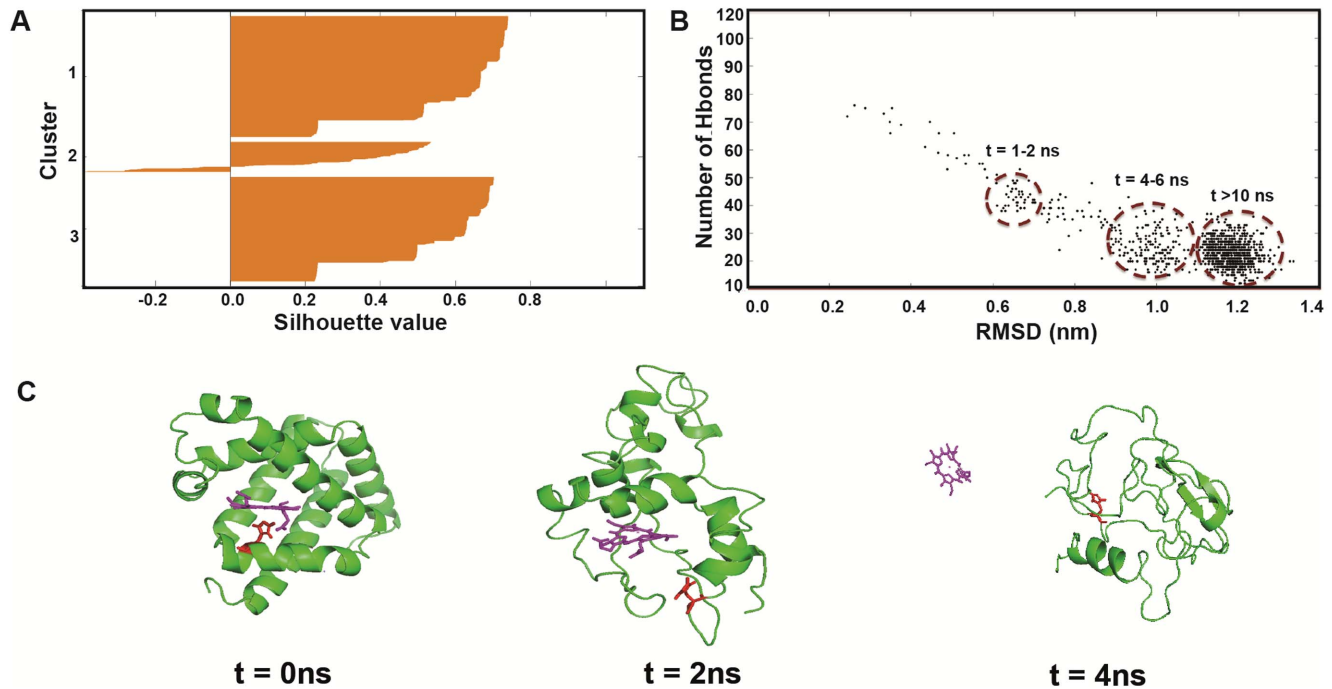 A
Cluster
1
2
3
-0.2 0.0 0.2 0.4 0.6 0.8
Silhouette value
B
Number of Hbonds
120
110
100
90
80
70
60
50
40
30
20
10
t = 1-2 ns
t = 4-6 ns
t >10 ns
0.0 0.2 0.4 0.6 0.8 1.0 1.2 1.4
RMSD (nm)
C
t = 0ns
t = 2ns
t = 4ns